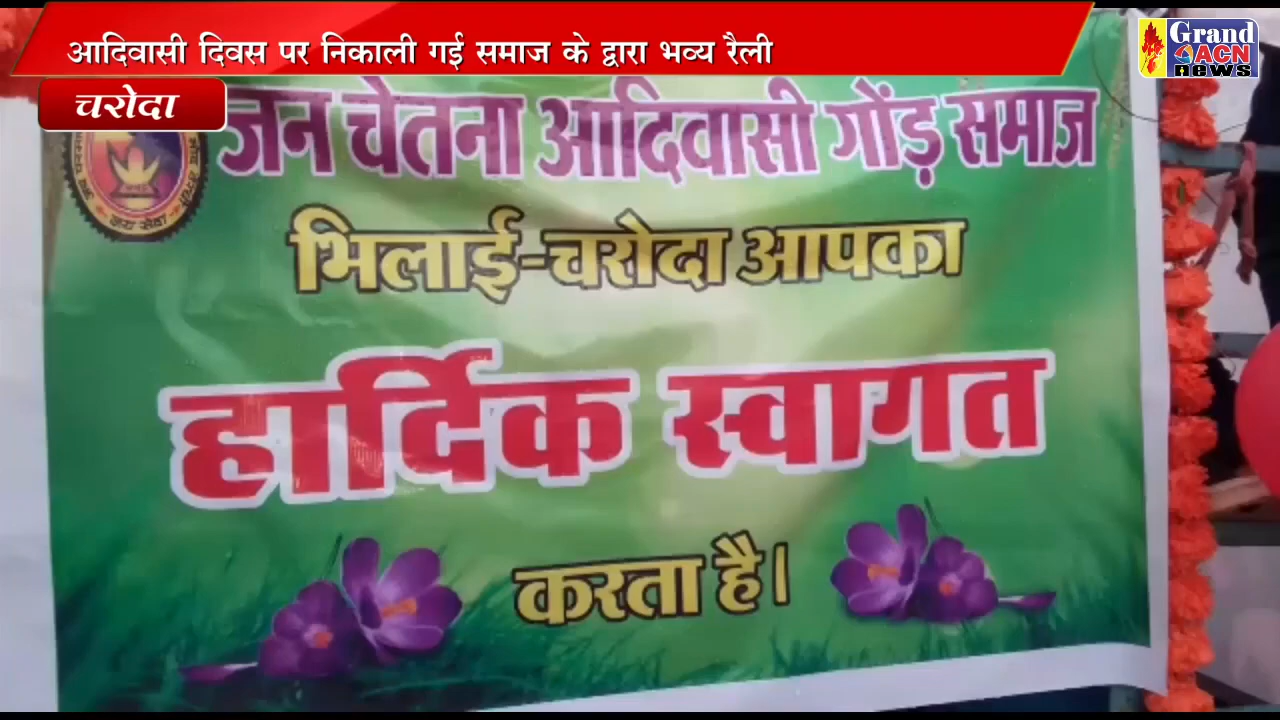 आदिवासी दिवस पर निकाली गई समाज के द्वारा भव्य रैली
Grand
ACN
news
चरोदा
जन चेतना आदिवासी गोंड़ समाज
भिलाई-चरोदा आपका
हार्दिक स्वागत
करता है।
सेवा